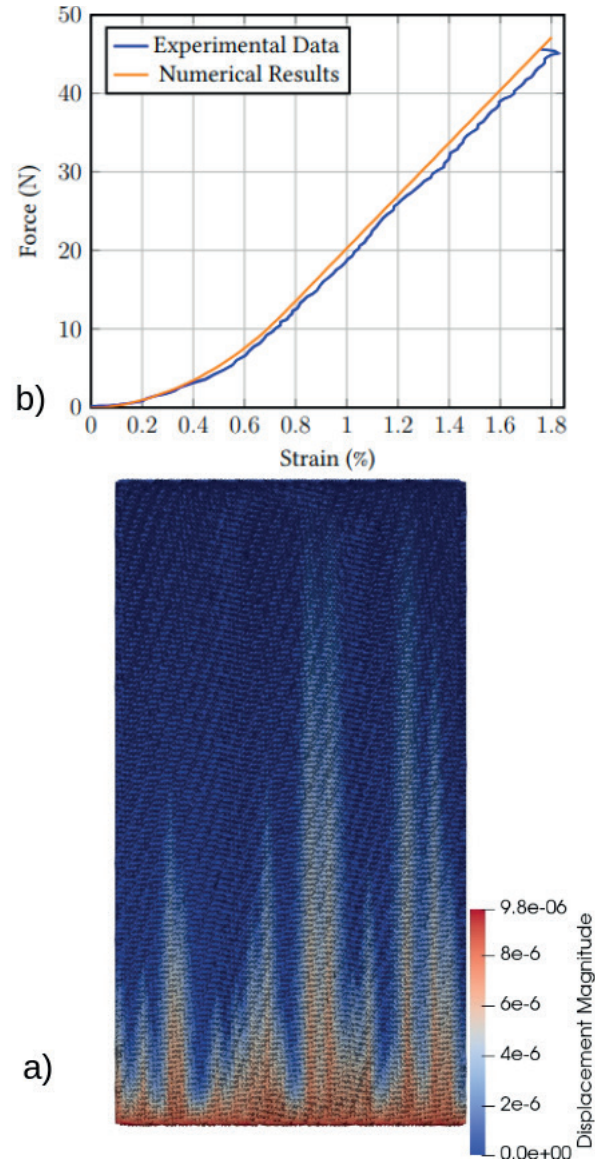 50
40
30
20
10
0
Force (N)
Experimental Data
Numerical Results
b)
0 0.2 0.4 0.6 0.8 1 1.2 1.4 1.6 1.8
Strain (%)
a)
9.8e-06
8e-6
6e-6
4e-6
2e-6
0.0e+00
Displacement Magnitude